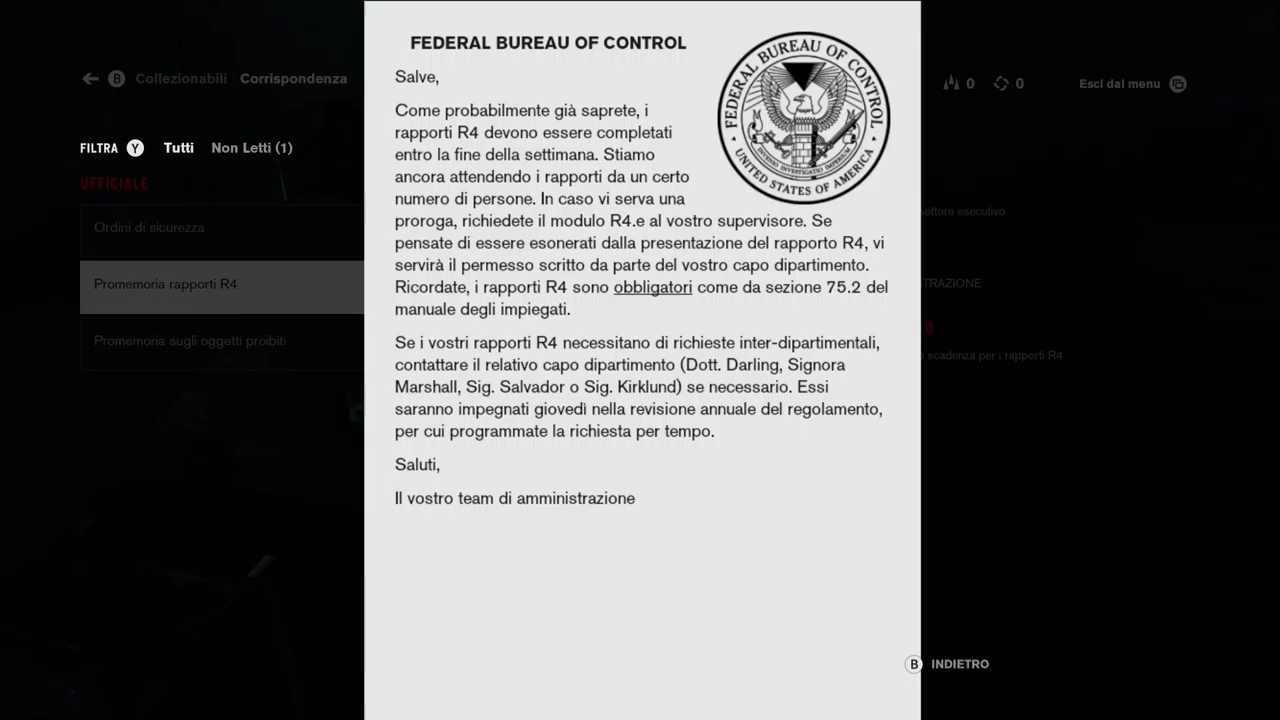 FEDERAL BUREAU OF CONTROL
FEDERAL BUREAU OF CONTROL
UNITED STATES OF AMERICA
Salve,
Come probabilmente già saprete, i
rapporti R4 devono essere completati
entro la fine della settimana. Stiamo
ancora attendendo i rapporti da un certo
numero di persone. In caso vi serva una
proroga, richiedete il modulo R4.e al vostro supervisore. Se
pensate di essere esonerati dalla presentazione del rapporto R4, vi
servirà il permesso scritto da parte del vostro capo dipartimento.
Ricordate, i rapporti R4 sono obbligatori come da sezione 75.2 del
manuale degli impiegati.
Se i vostri rapporti R4 necessitano di richieste inter-dipartimentali,
contattare il relativo capo dipartimento (Dott. Darling, Signora
Marshall, Sig. Salvador o Sig. Kirklund) se necessario. Essi
saranno impegnati giovedì nella revisione annuale del regolamento,
per cui programmate la richiesta per tempo.
Saluti,
Il vostro team di amministrazione
B Collezionabili / Corrispondenza
FILTRA Y Tutti Non Letti (1)
UFFICIALE
Ordini di sicurezza
Promemoria rapporti R4
Promemoria sugli oggetti proibiti
0 0 Esci dal menu
settore esecutivo
scadenza per i rapporti R4
B INDIETRO